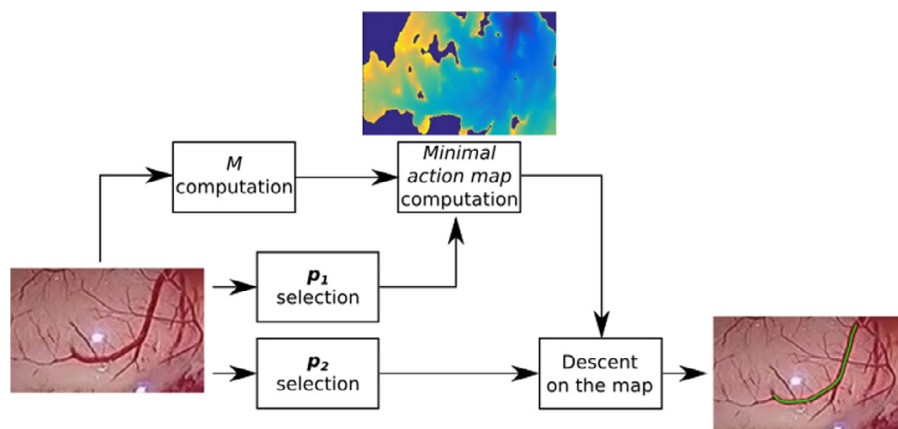 M
computation
Minimal
action map
computation
p₁
selection
p₂
selection
Descent
on the map